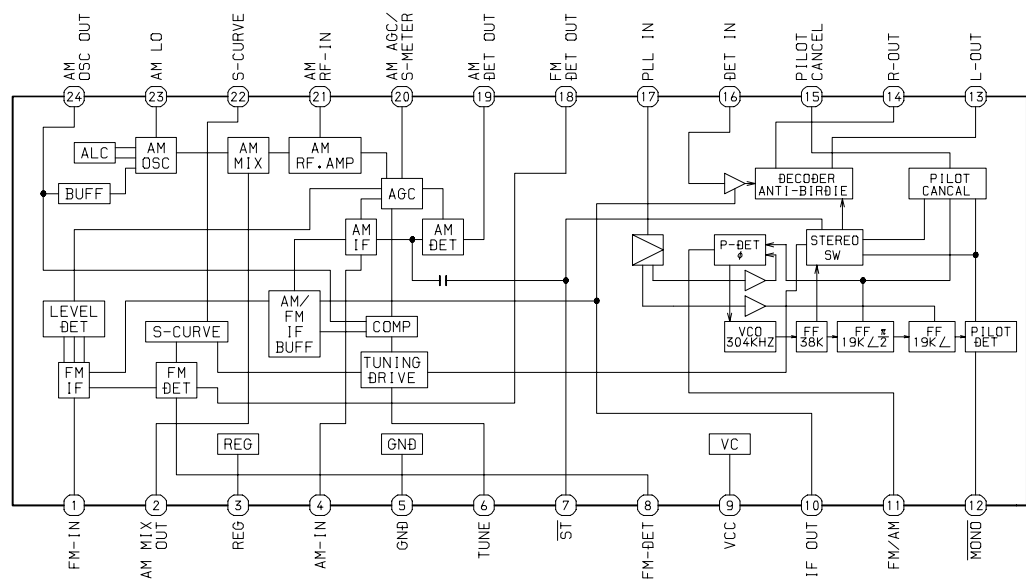 AM
OSC OUT
AM LO
S-CURVE
AM
RF-IN
AM AGC/
S-METER
AM
DET OUT
FM
DET OUT
PLL IN
DET IN
PILOT
CANCEL
R-OUT
L-OUT
24
23
22
21
20
19
18
17
16
15
14
13
ALC
AM
OSC
AM
MIX
AM
RF.AMP
BUFF
AGC
DECODER
ANTI-BIRDIE
PILOT
CANCAL
AM
IF
AM
DET
P-DET
φ
STEREO
SW
LEVEL
DET
S-CURVE
AM/
FM
IF
BUFF
COMP
VCO
304KHZ
FF
38K
FF
19K∠π/2
FF
19K∠
PILOT
DET
FM
IF
FM
DET
TUNING
DRIVE
REG
GND
VC
1
2
3
4
5
6
7
8
9
10
11
12
FM-IN
AM MIX
OUT
REG
AM-IN
GND
TUNE
ST
FM-DET
VCC
IF OUT
FM/AM
MONO